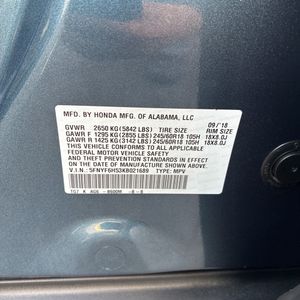 MFD. BY HONDA MFG. OF ALABAMA, LLC 09/'18
GVWR 2650 KG(5842 LBS) TIRE SIZE RIM SIZE
GAWR F 1295 KG(2855 LBS) 245/60R18 105H 18X8.0J
GAWR R 1425 KG(3142 LBS) 245/60R18 105H 18X8.0J
THIS VEHICLE CONFORMS TO ALL APPLICABLE
FEDERAL MOTOR VEHICLE SAFETY AND THEFT
PREVENTION STANDARDS IN EFFECT ON THE
DATE OF MANUFACTURE SHOWN ABOVE.
V.I.N.: 5FNYF6H53KB021689 TYPE: MPV
TG7 K A06